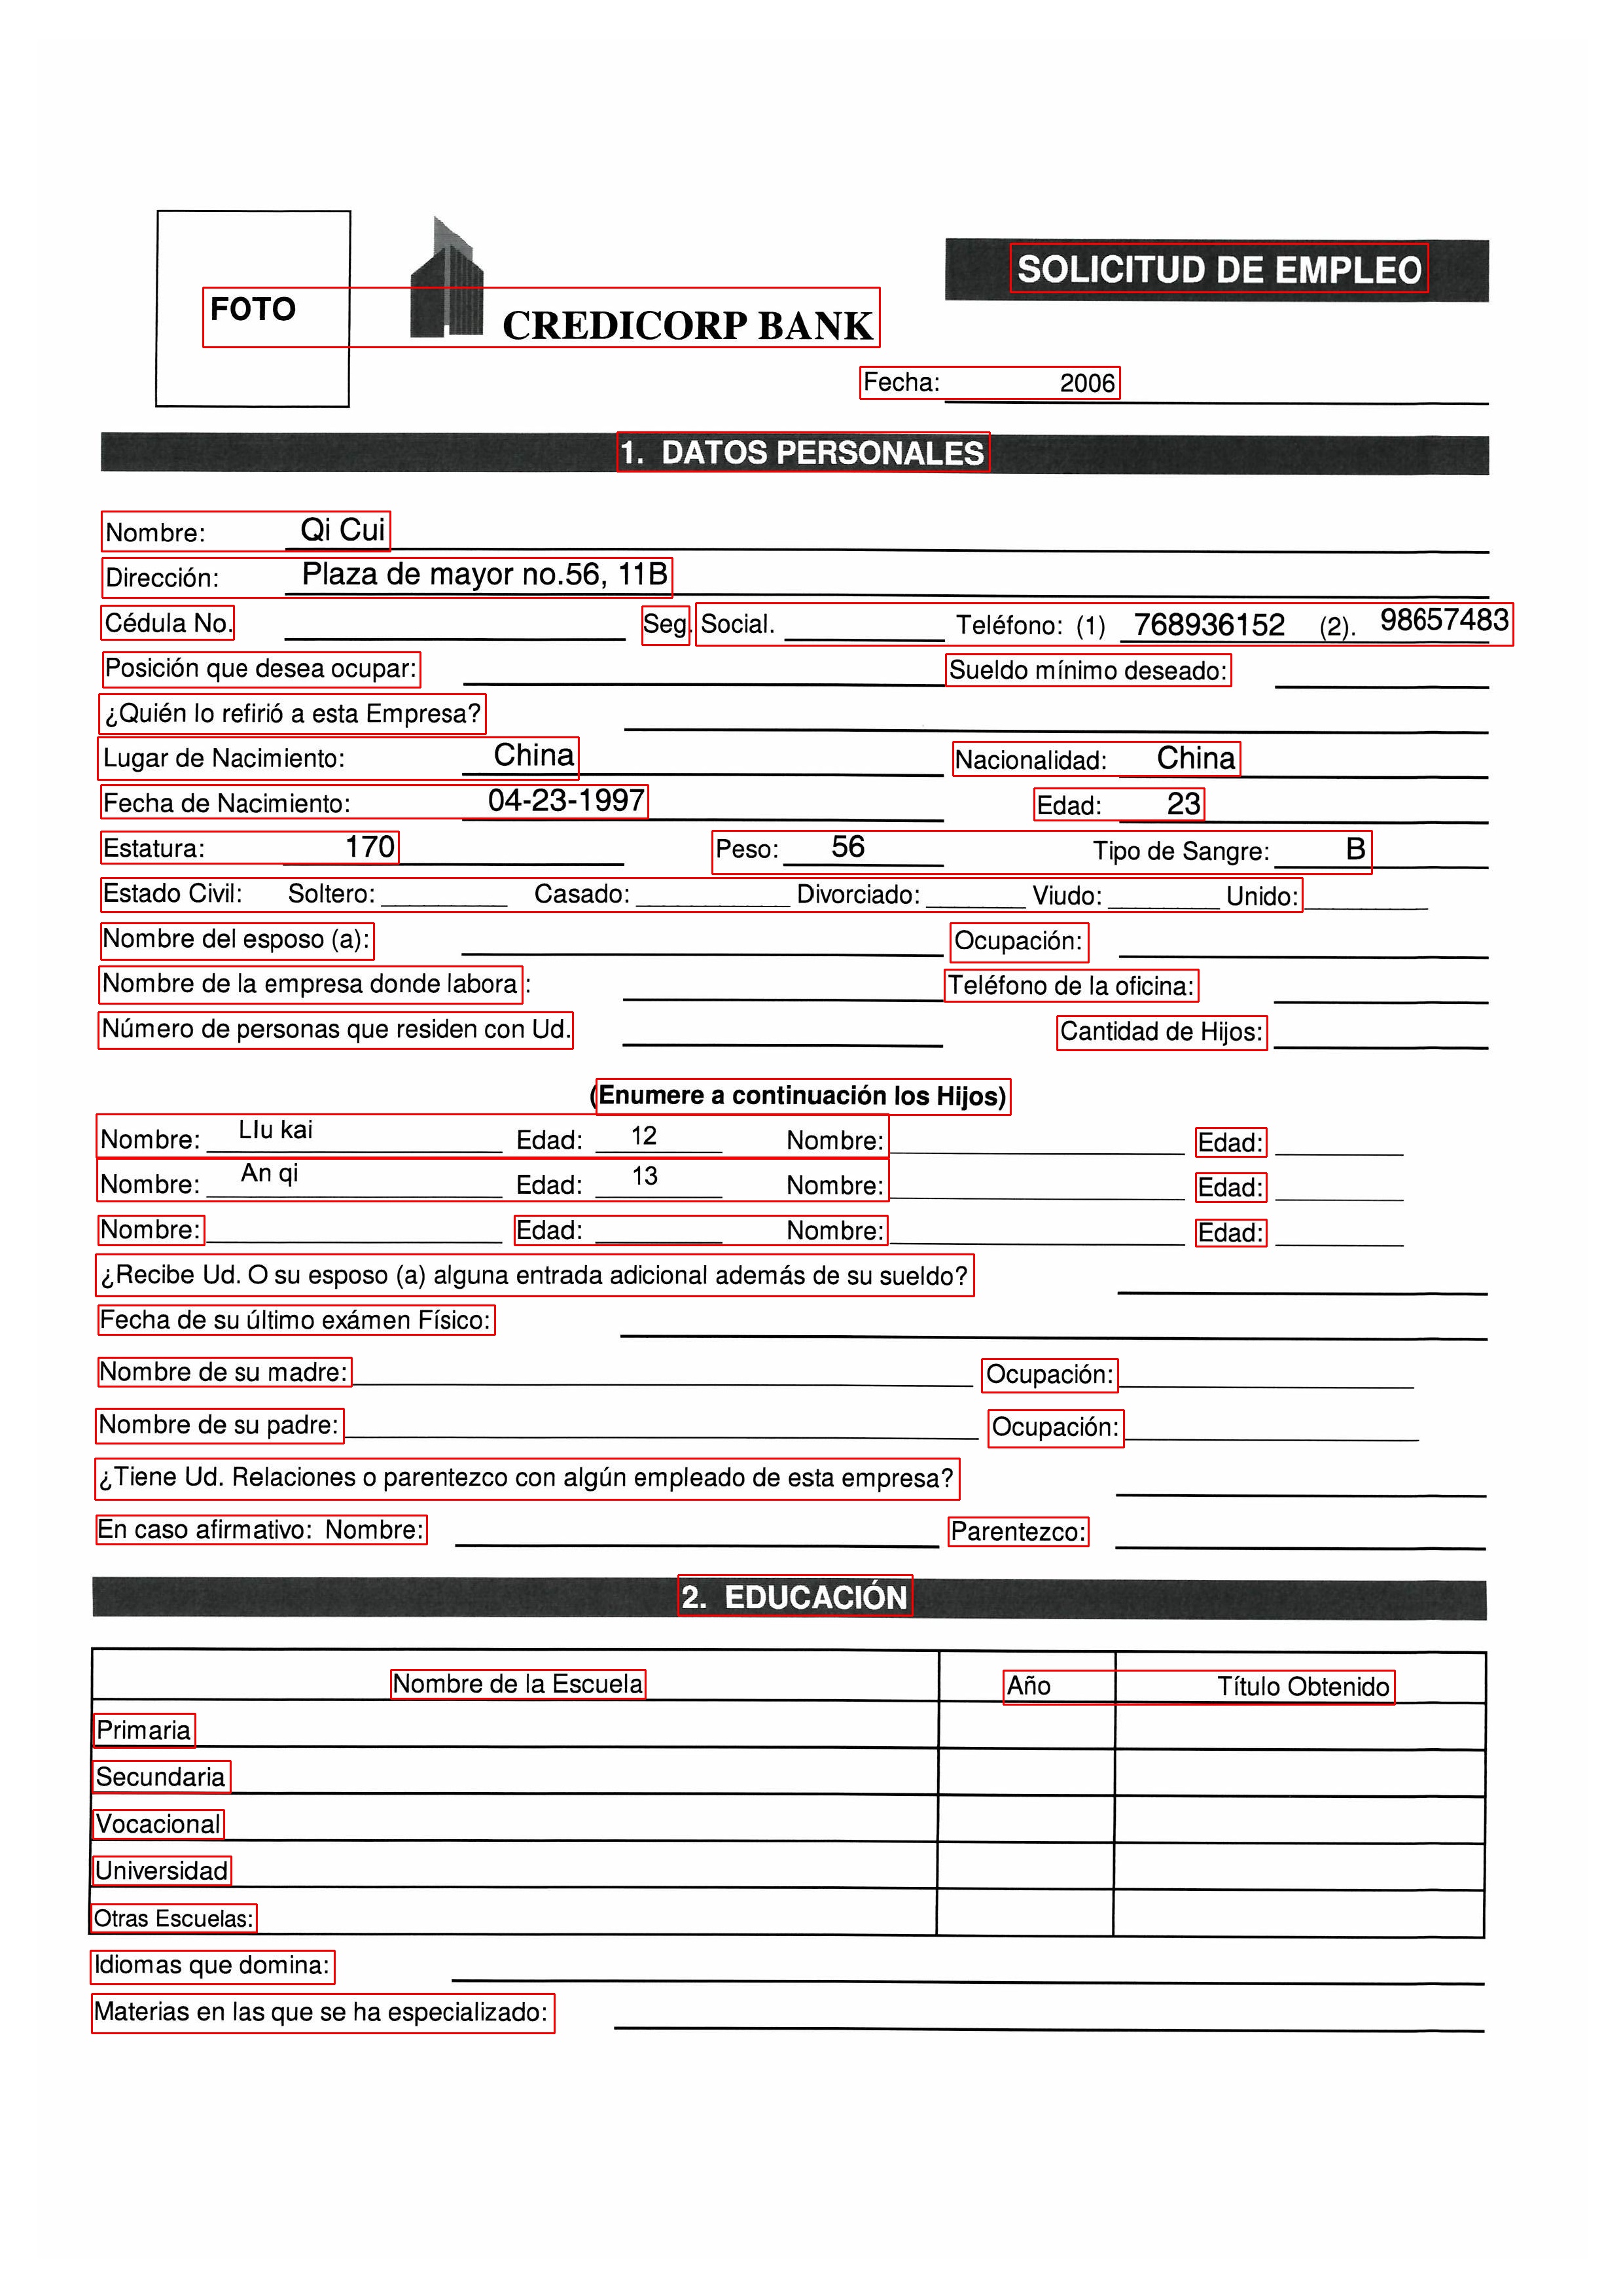 SOLICITUD DE EMPLEO
FOTO CREDICORP BANK
Fecha: 2006
1. DATOS PERSONALES
Nombre: Qi Cui
Dirección: Plaza de mayor no.56, 11B
Cédula No. Seg. Social. Teléfono: (1) 768936152 (2). 98657483
Posición que desea ocupar: Sueldo mínimo deseado:
¿Quién lo refirió a esta Empresa?
Lugar de Nacimiento: China Nacionalidad: China
Fecha de Nacimiento: 04-23-1997 Edad: 23
Estatura: 170 Peso: 56 Tipo de Sangre: B
Estado Civil: Soltero: Casado: Divorciado: Viudo: Unido:
Nombre del esposo (a): Ocupación:
Nombre de la empresa donde labora : Teléfono de la oficina:
Número de personas que residen con Ud. Cantidad de Hijos:
(Enumere a continuación los Hijos)
Nombre: LIu kai Edad: 12 Nombre: Edad:
Nombre: An qi Edad: 13 Nombre: Edad:
Nombre: Edad: Nombre: Edad:
¿Recibe Ud. O su esposo (a) alguna entrada adicional además de su sueldo?
Fecha de su último exámen Físico:
Nombre de su madre: Ocupación:
Nombre de su padre: Ocupación:
¿Tiene Ud. Relaciones o parentezco con algún empleado de esta empresa?
En caso afirmativo: Nombre: Parentezco:
2. EDUCACIÓN
Nombre de la Escuela Año Título Obtenido
Primaria
Secundaria
Vocacional
Universidad
Otras Escuelas:
Idiomas que domina:
Materias en las que se ha especializado: